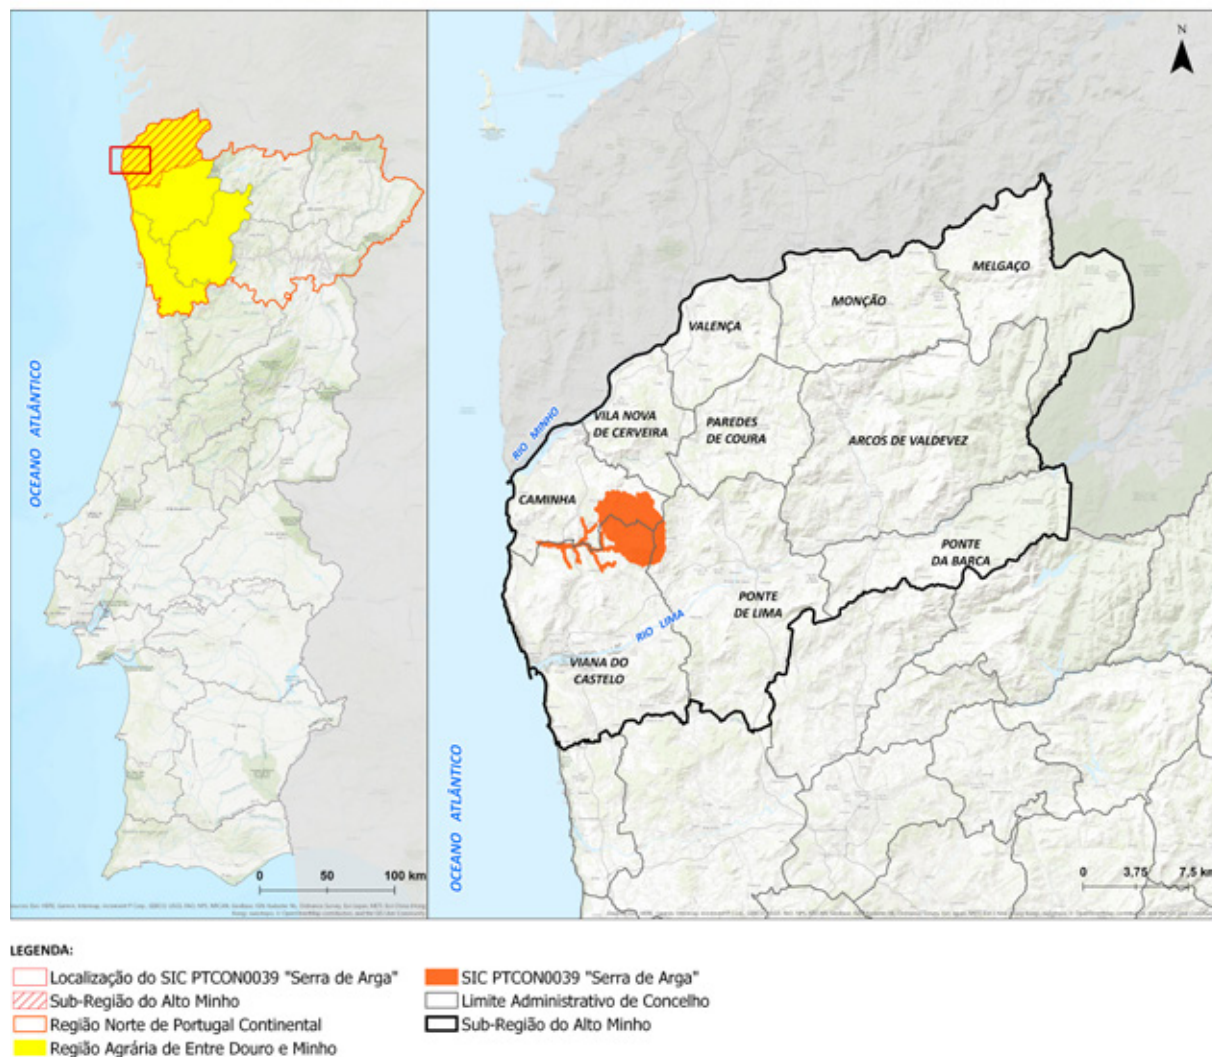 OCEANO ATLÂNTICO
0 50 100 km
N
MELGAÇO
MONÇÃO
VALENÇA
VILA NOVA
DE CERVEIRA
PAREDES
DE COURA
ARCOS DE VALDEVEZ
RIO MINHO
CAMINHA
PONTE
DA BARCA
PONTE
DE LIMA
RIO LIMA
VIANA DO
CASTELO
OCEANO ATLÂNTICO
0 3,75 7,5 km
LEGENDA:
Localização do SIC PTCON0039 "Serra de Arga"
Sub-Região do Alto Minho
Região Norte de Portugal Continental
Região Agrária de Entre Douro e Minho
SIC PTCON0039 "Serra de Arga"
Limite Administrativo de Concelho
Sub-Região do Alto Minho